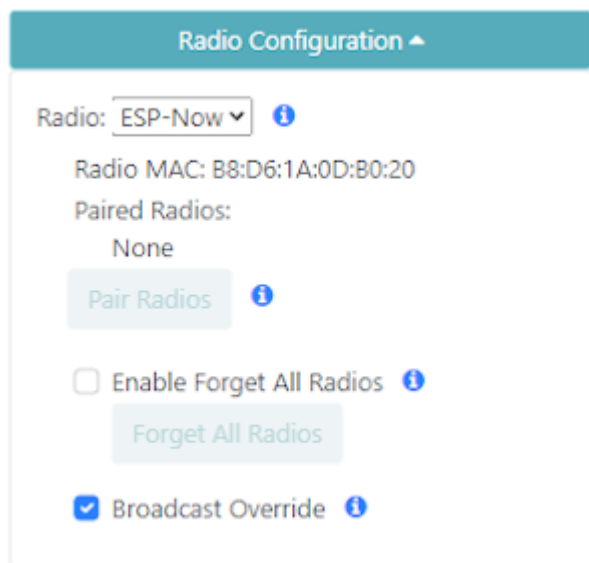 Radio Configuration
Radio: ESP-Now
Radio MAC: B8:D6:1A:0D:B0:20
Paired Radios:
None
Pair Radios
Enable Forget All Radios
Forget All Radios
Broadcast Override